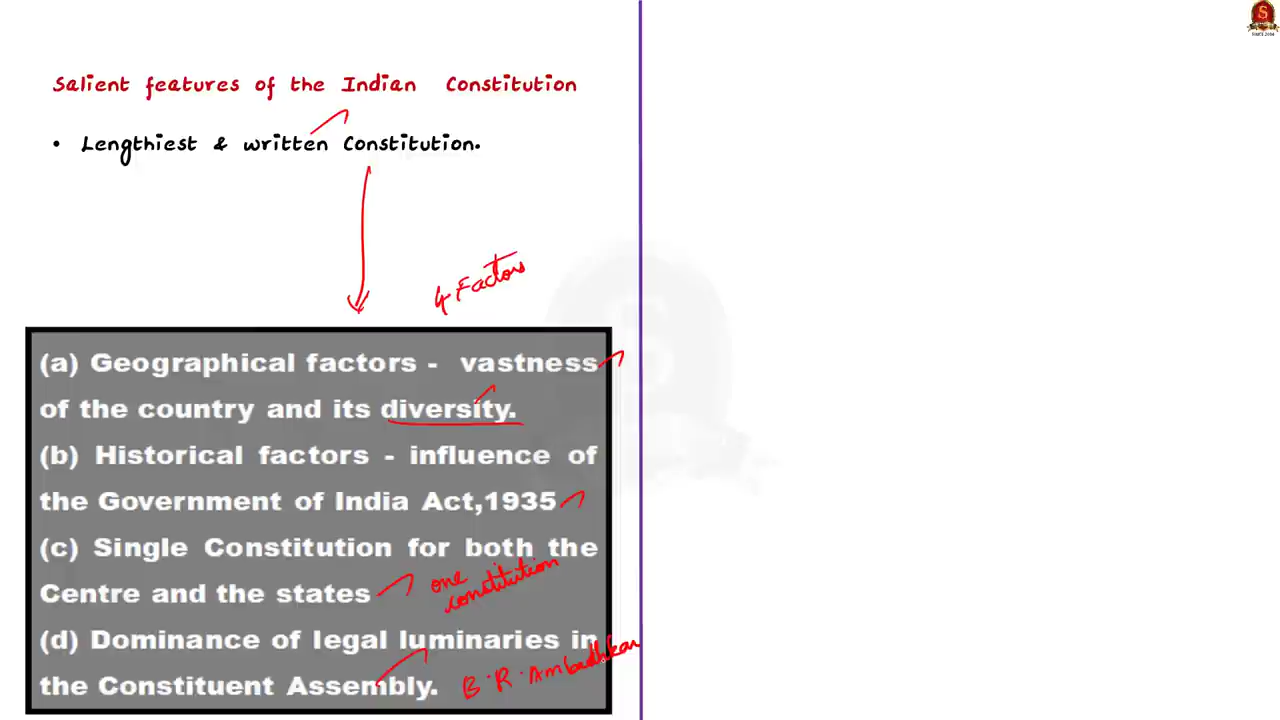 Salient features of the Indian Constitution
• Lengthiest & written Constitution.
4 Factors
(a) Geographical factors - vastness
of the country and its diversity.
(b) Historical factors - influence of
the Government of India Act,1935
(c) Single Constitution for both the
Centre and the states
one
constitution
(d) Dominance of legal luminaries in
the Constituent Assembly.
B.R.Ambadhkar
S